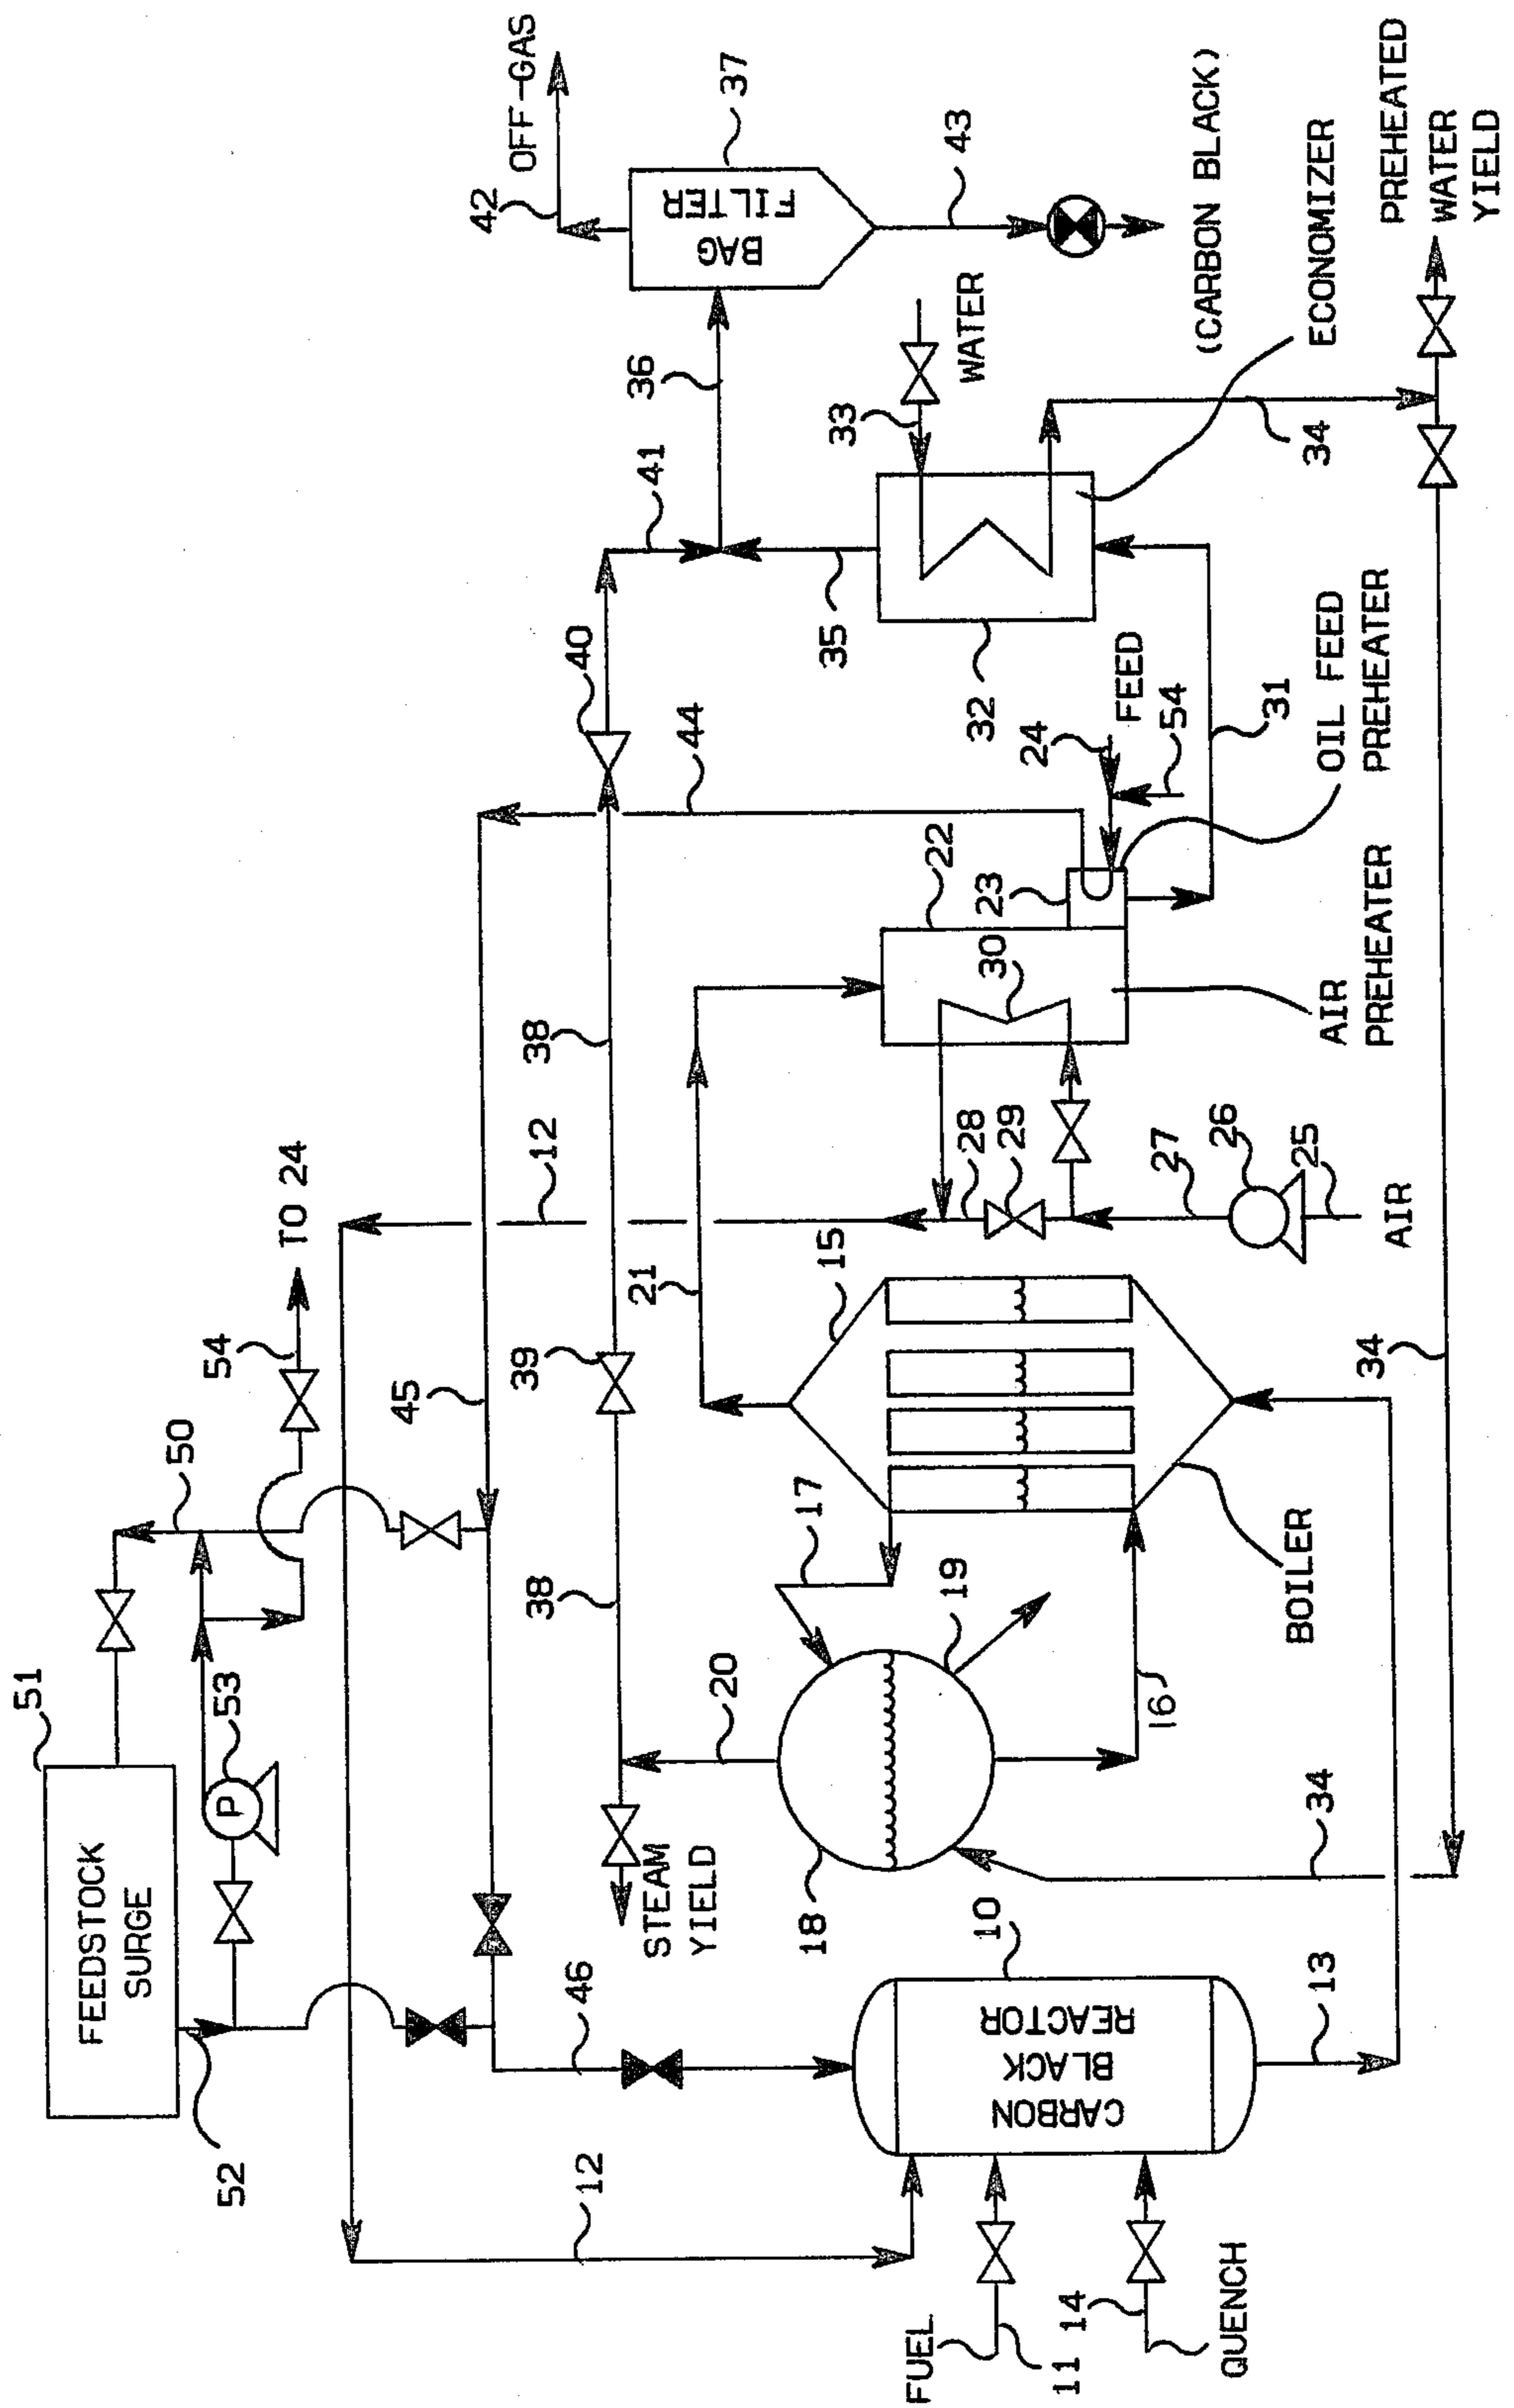 51
FEEDSTOCK
SURGE
52
P
53
50
54
TO 24
12
45
44
46
12
38
39
38
40
41
36
42
OFF-GAS
BAG
FILTER
37
43
(CARBON BLACK)
STEAM
YIELD
20
17
18
19
16
21
15
BOILER
28
29
27
26
25
AIR
22
30
23
24
FEED
54
31
AIR
PREHEATER
OIL FEED
PREHEATER
35
32
33
WATER
ECONOMIZER
34
PREHEATED
WATER
YIELD
34
34
10
CARBON
BLACK
REACTOR
13
FUEL
11
14
QUENCH